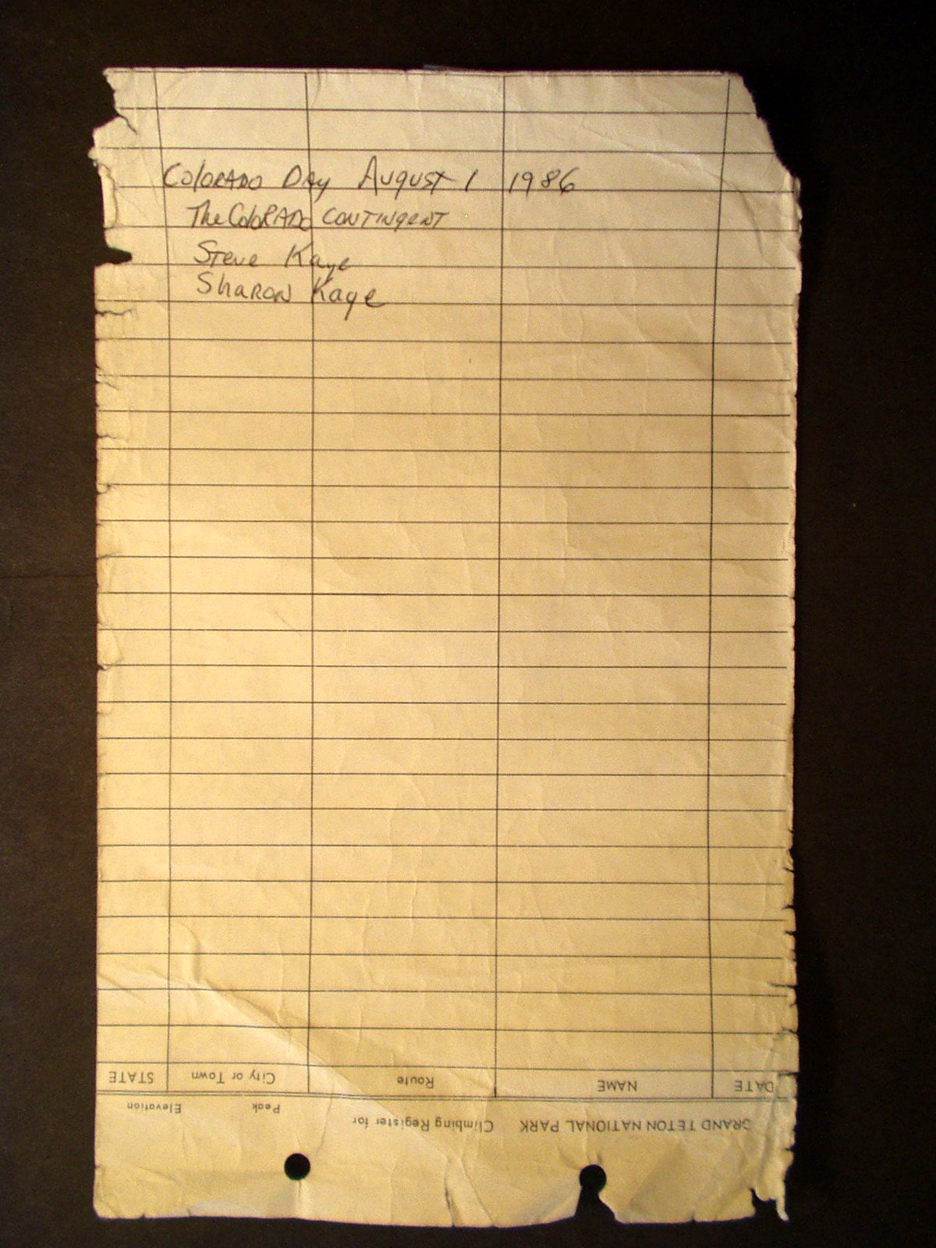 Colorado Day August 1 1986
The Colorado Contingent
Steve Kaye
Sharon Kaye
GRAND TETON NATIONAL PARK Climbing Register for Peak Elevation
DATE NAME Route City or Town STATE